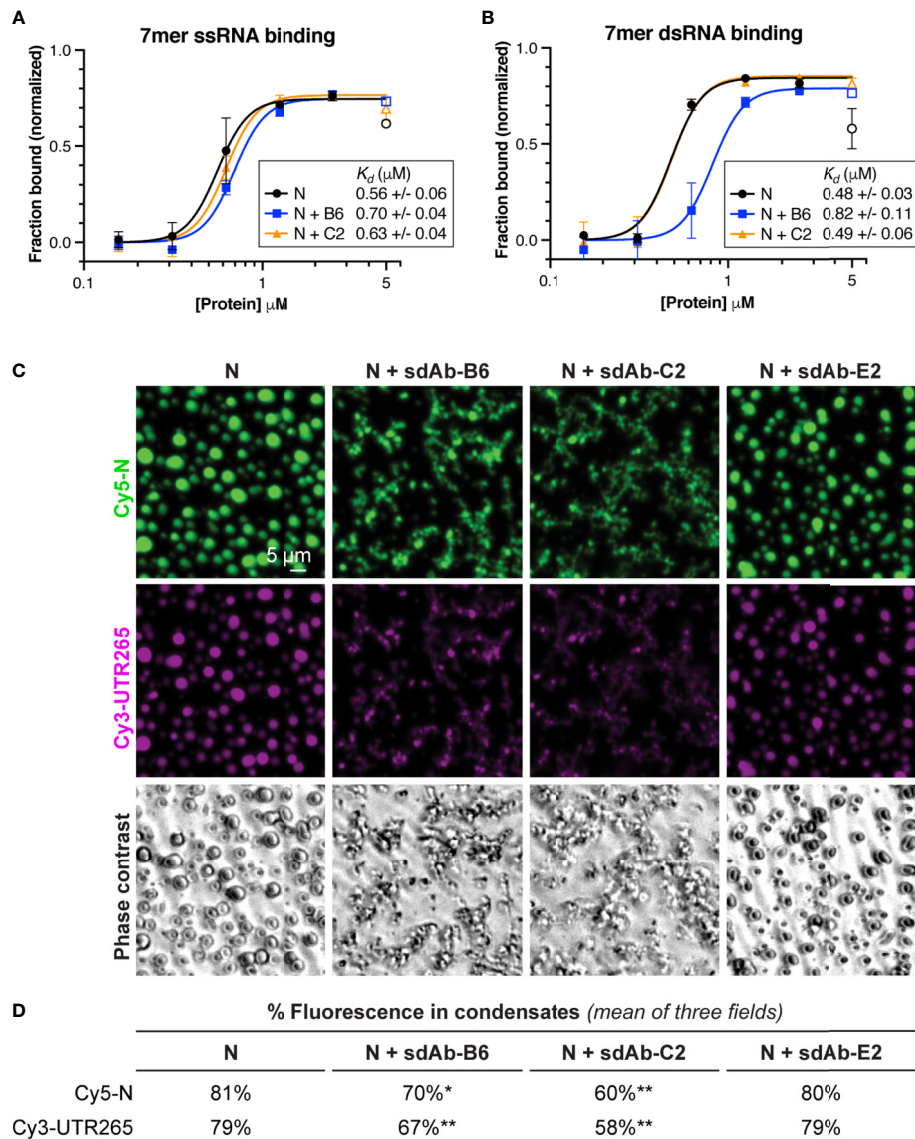 A
7mer ssRNA binding
Fraction bound (normalized)
1.0
0.5
0.0
0.1
1
5
[Protein] μM
Kd (μM)
N 0.56 +/- 0.06
N + B6 0.70 +/- 0.04
N + C2 0.63 +/- 0.04
B
7mer dsRNA binding
Fraction bound (normalized)
1.0
0.5
0.0
0.1
1
5
[Protein] μM
Kd (μM)
N 0.48 +/- 0.03
N + B6 0.82 +/- 0.11
N + C2 0.49 +/- 0.06
C
N N + sdAb-B6 N + sdAb-C2 N + sdAb-E2
Cy5-N
5 μm
Cy3-UTR265
Phase contrast
D
% Fluorescence in condensates (mean of three fields)
N N + sdAb-B6 N + sdAb-C2 N + sdAb-E2
Cy5-N 81% 70%* 60%** 80%
Cy3-UTR265 79% 67%** 58%** 79%